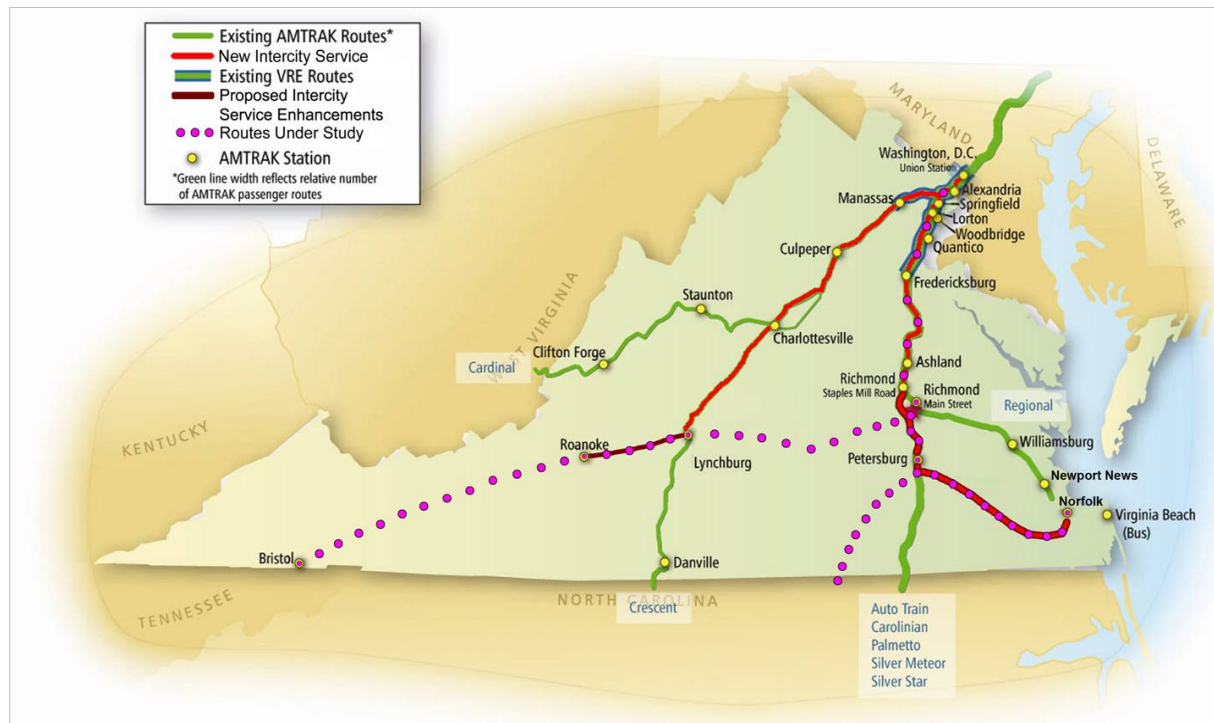 Existing AMTRAK Routes*
New Intercity Service
Existing VRE Routes
Proposed Intercity
Service Enhancements
Routes Under Study
AMTRAK Station
*Green line width reflects relative number
of AMTRAK passenger routes
MARYLAND
DELAWARE
Washington, D.C.
Union Station
Alexandria
Manassas
Springfield
Lorton
Woodbridge
Quantico
Culpeper
Fredericksburg
WEST VIRGINIA
Staunton
Charlottesville
Clifton Forge
Cardinal
Ashland
Richmond
Staples Mill Road
Richmond
Main Street
Regional
KENTUCKY
Roanoke
Lynchburg
Williamsburg
Petersburg
Newport News
Norfolk
Virginia Beach
(Bus)
Bristol
Danville
TENNESSEE
NORTH CAROLINA
Crescent
Auto Train
Carolinian
Palmetto
Silver Meteor
Silver Star